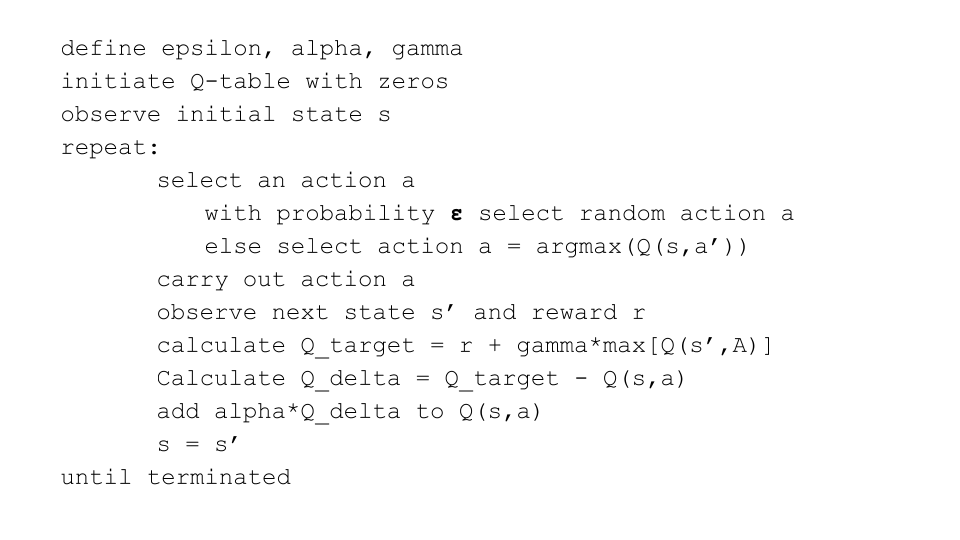 define epsilon, alpha, gamma
initiate Q-table with zeros
observe initial state s
repeat:
select an action a
with probability ε select random action a
else select action a = argmax(Q(s,a’))
carry out action a
observe next state s’ and reward r
calculate Q_target = r + gamma*max[Q(s’,A)]
Calculate Q_delta = Q_target - Q(s,a)
add alpha*Q_delta to Q(s,a)
s = s’
until terminated